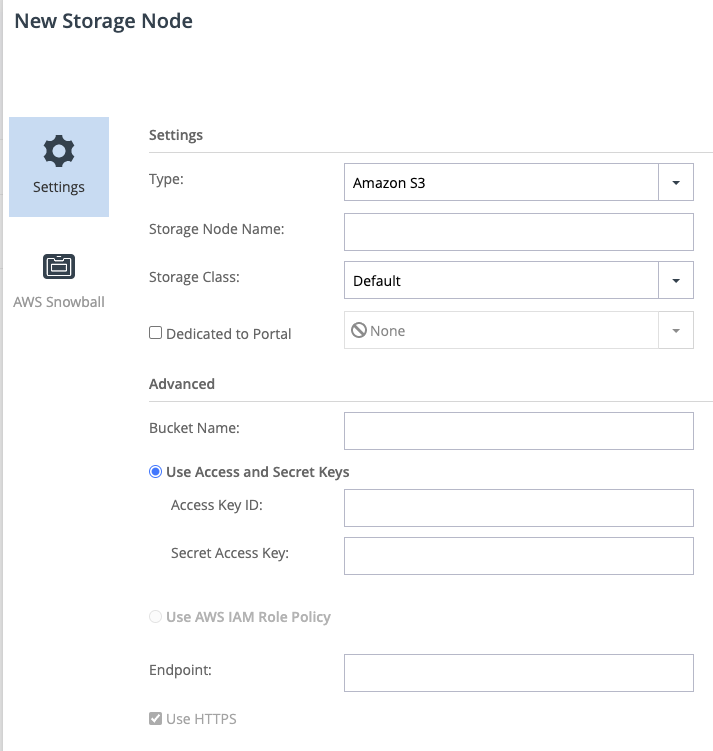 New Storage Node
Settings
AWS Snowball
Settings
Type: Amazon S3
Storage Node Name:
Storage Class: Default
Dedicated to Portal None
Advanced
Bucket Name:
Use Access and Secret Keys
Access Key ID:
Secret Access Key:
Use AWS IAM Role Policy
Endpoint:
Use HTTPS